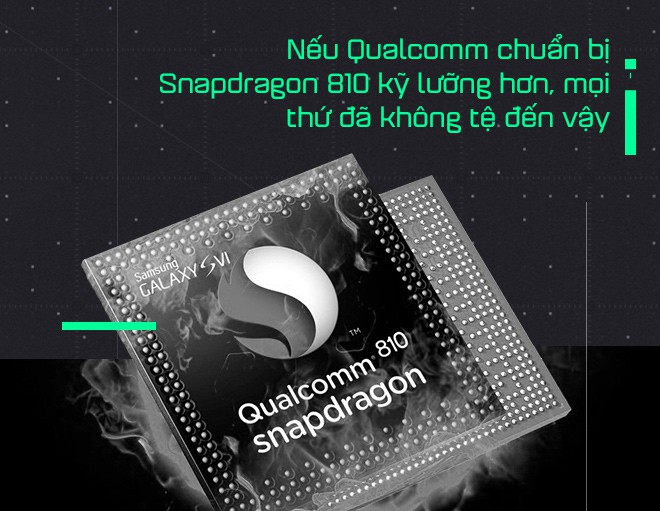 Nếu Qualcomm chuẩn bị
Snapdragon 810 kỹ lưỡng hơn, mọi
thứ đã không tệ đến vậy
Samsung
GALAXY S VI
TM
Qualcomm® 810
snapdragon